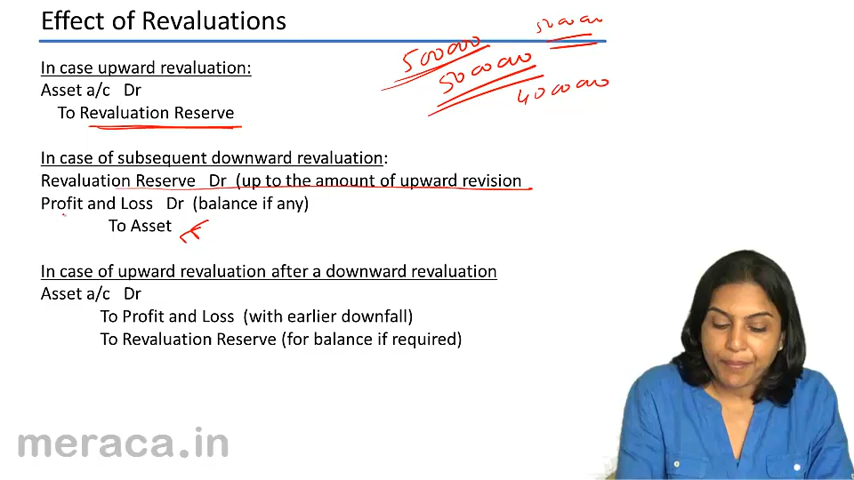 Effect of Revaluations
500000
5000000
4000000
In case upward revaluation:
Asset a/c Dr
To Revaluation Reserve
In case of subsequent downward revaluation:
Revaluation Reserve Dr (up to the amount of upward revision
Profit and Loss Dr (balance if any)
To Asset
In case of upward revaluation after a downward revaluation
Asset a/c Dr
To Profit and Loss (with earlier downfall)
To Revaluation Reserve (for balance if required)
meraca.in